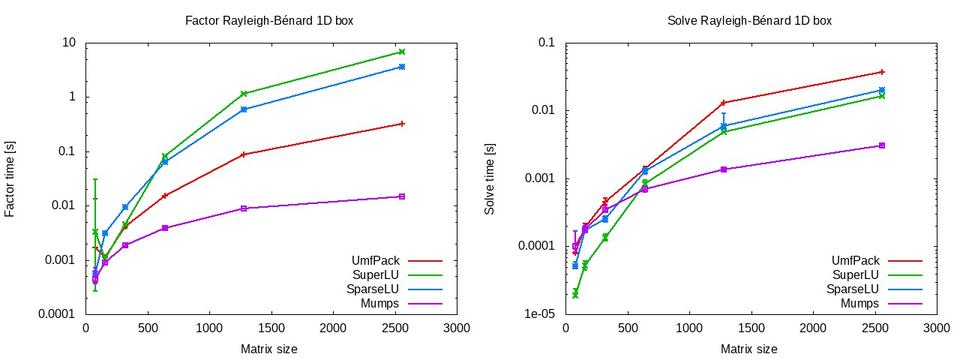 Factor Rayleigh-Bénard 1D box
Factor time [s]
10
1
0.1
0.01
0.001
0.0001
0 500 1000 1500 2000 2500 3000
Matrix size
UmfPack
SuperLU
SparseLU
Mumps
Solve Rayleigh-Bénard 1D box
Solve time [s]
0.1
0.01
0.001
0.0001
1e-05
0 500 1000 1500 2000 2500 3000
Matrix size
UmfPack
SuperLU
SparseLU
Mumps